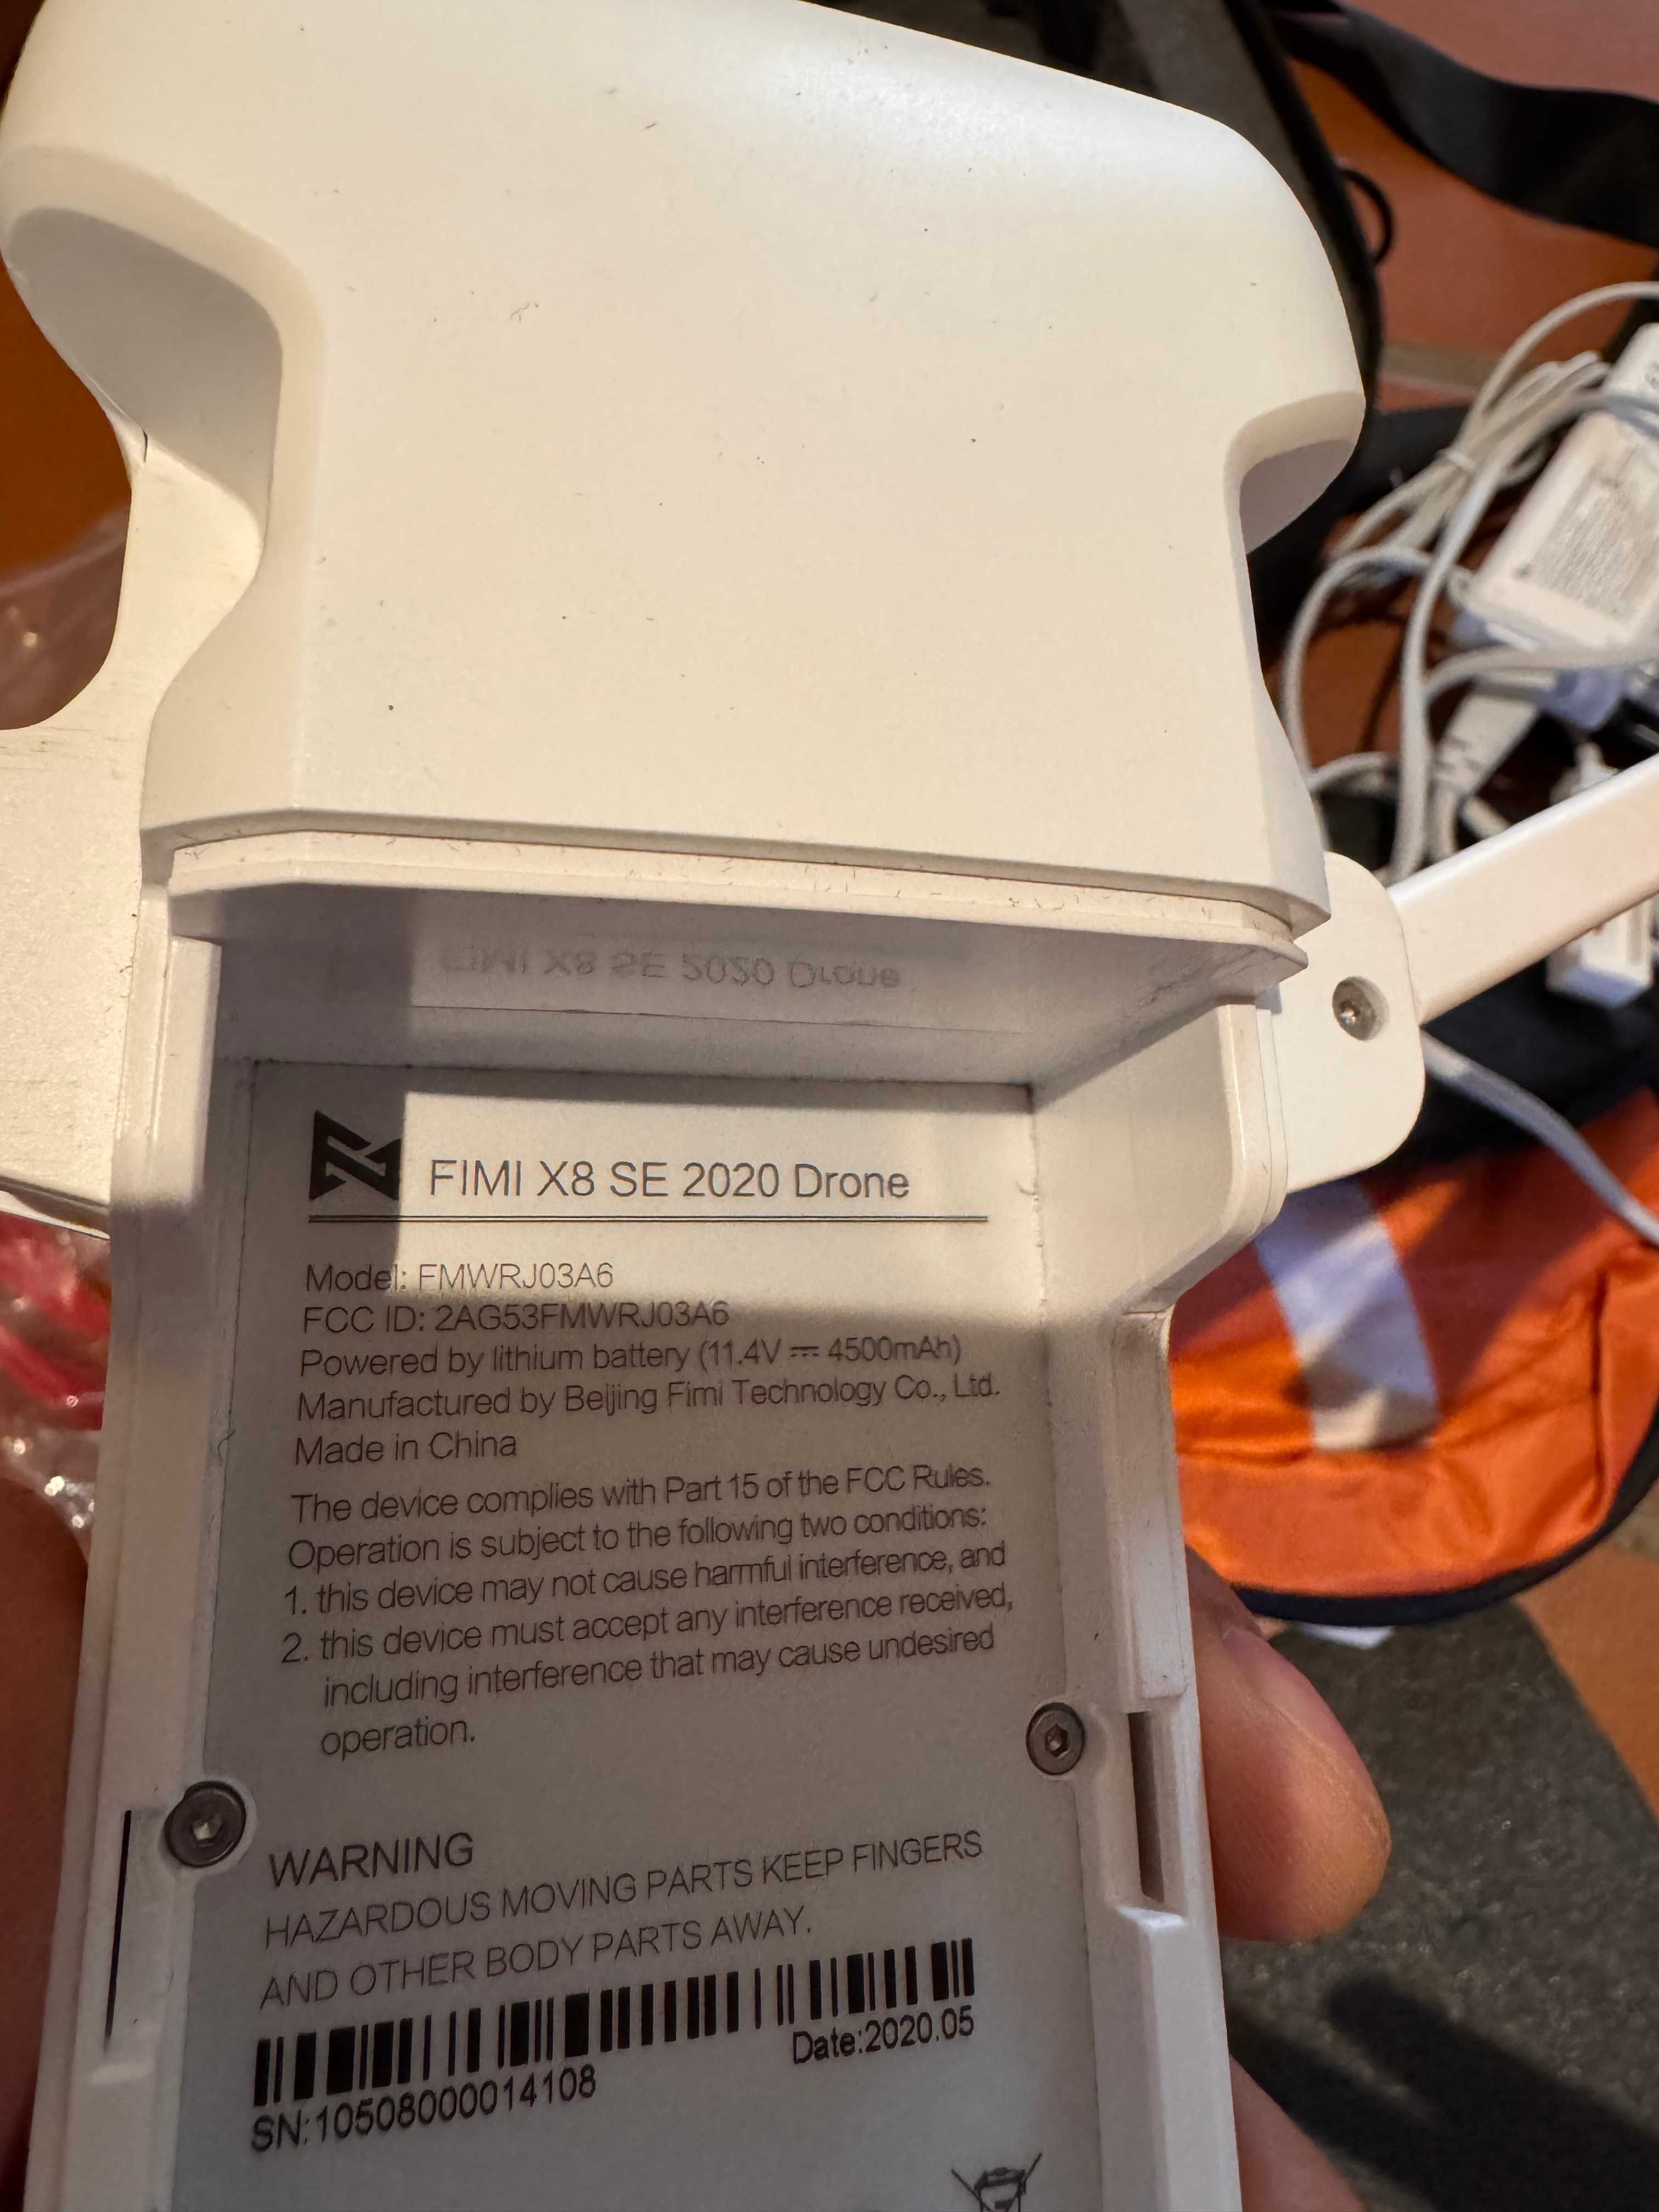 FIMI X8 SE 2020 Drone
Model: FMWRJ03A6
FCC ID: 2AG53FMWRJ03A6
Powered by lithium battery (11.4V ⎓ 4500mAh)
Manufactured by Beijing Fimi Technology Co., Ltd.
Made in China
The device complies with Part 15 of the FCC Rules.
Operation is subject to the following two conditions:
1. this device may not cause harmful interference, and
2. this device must accept any interference received,
including interference that may cause undesired
operation.
WARNING
HAZARDOUS MOVING PARTS KEEP FINGERS
AND OTHER BODY PARTS AWAY.
Date:2020.05
SN:10508000014108